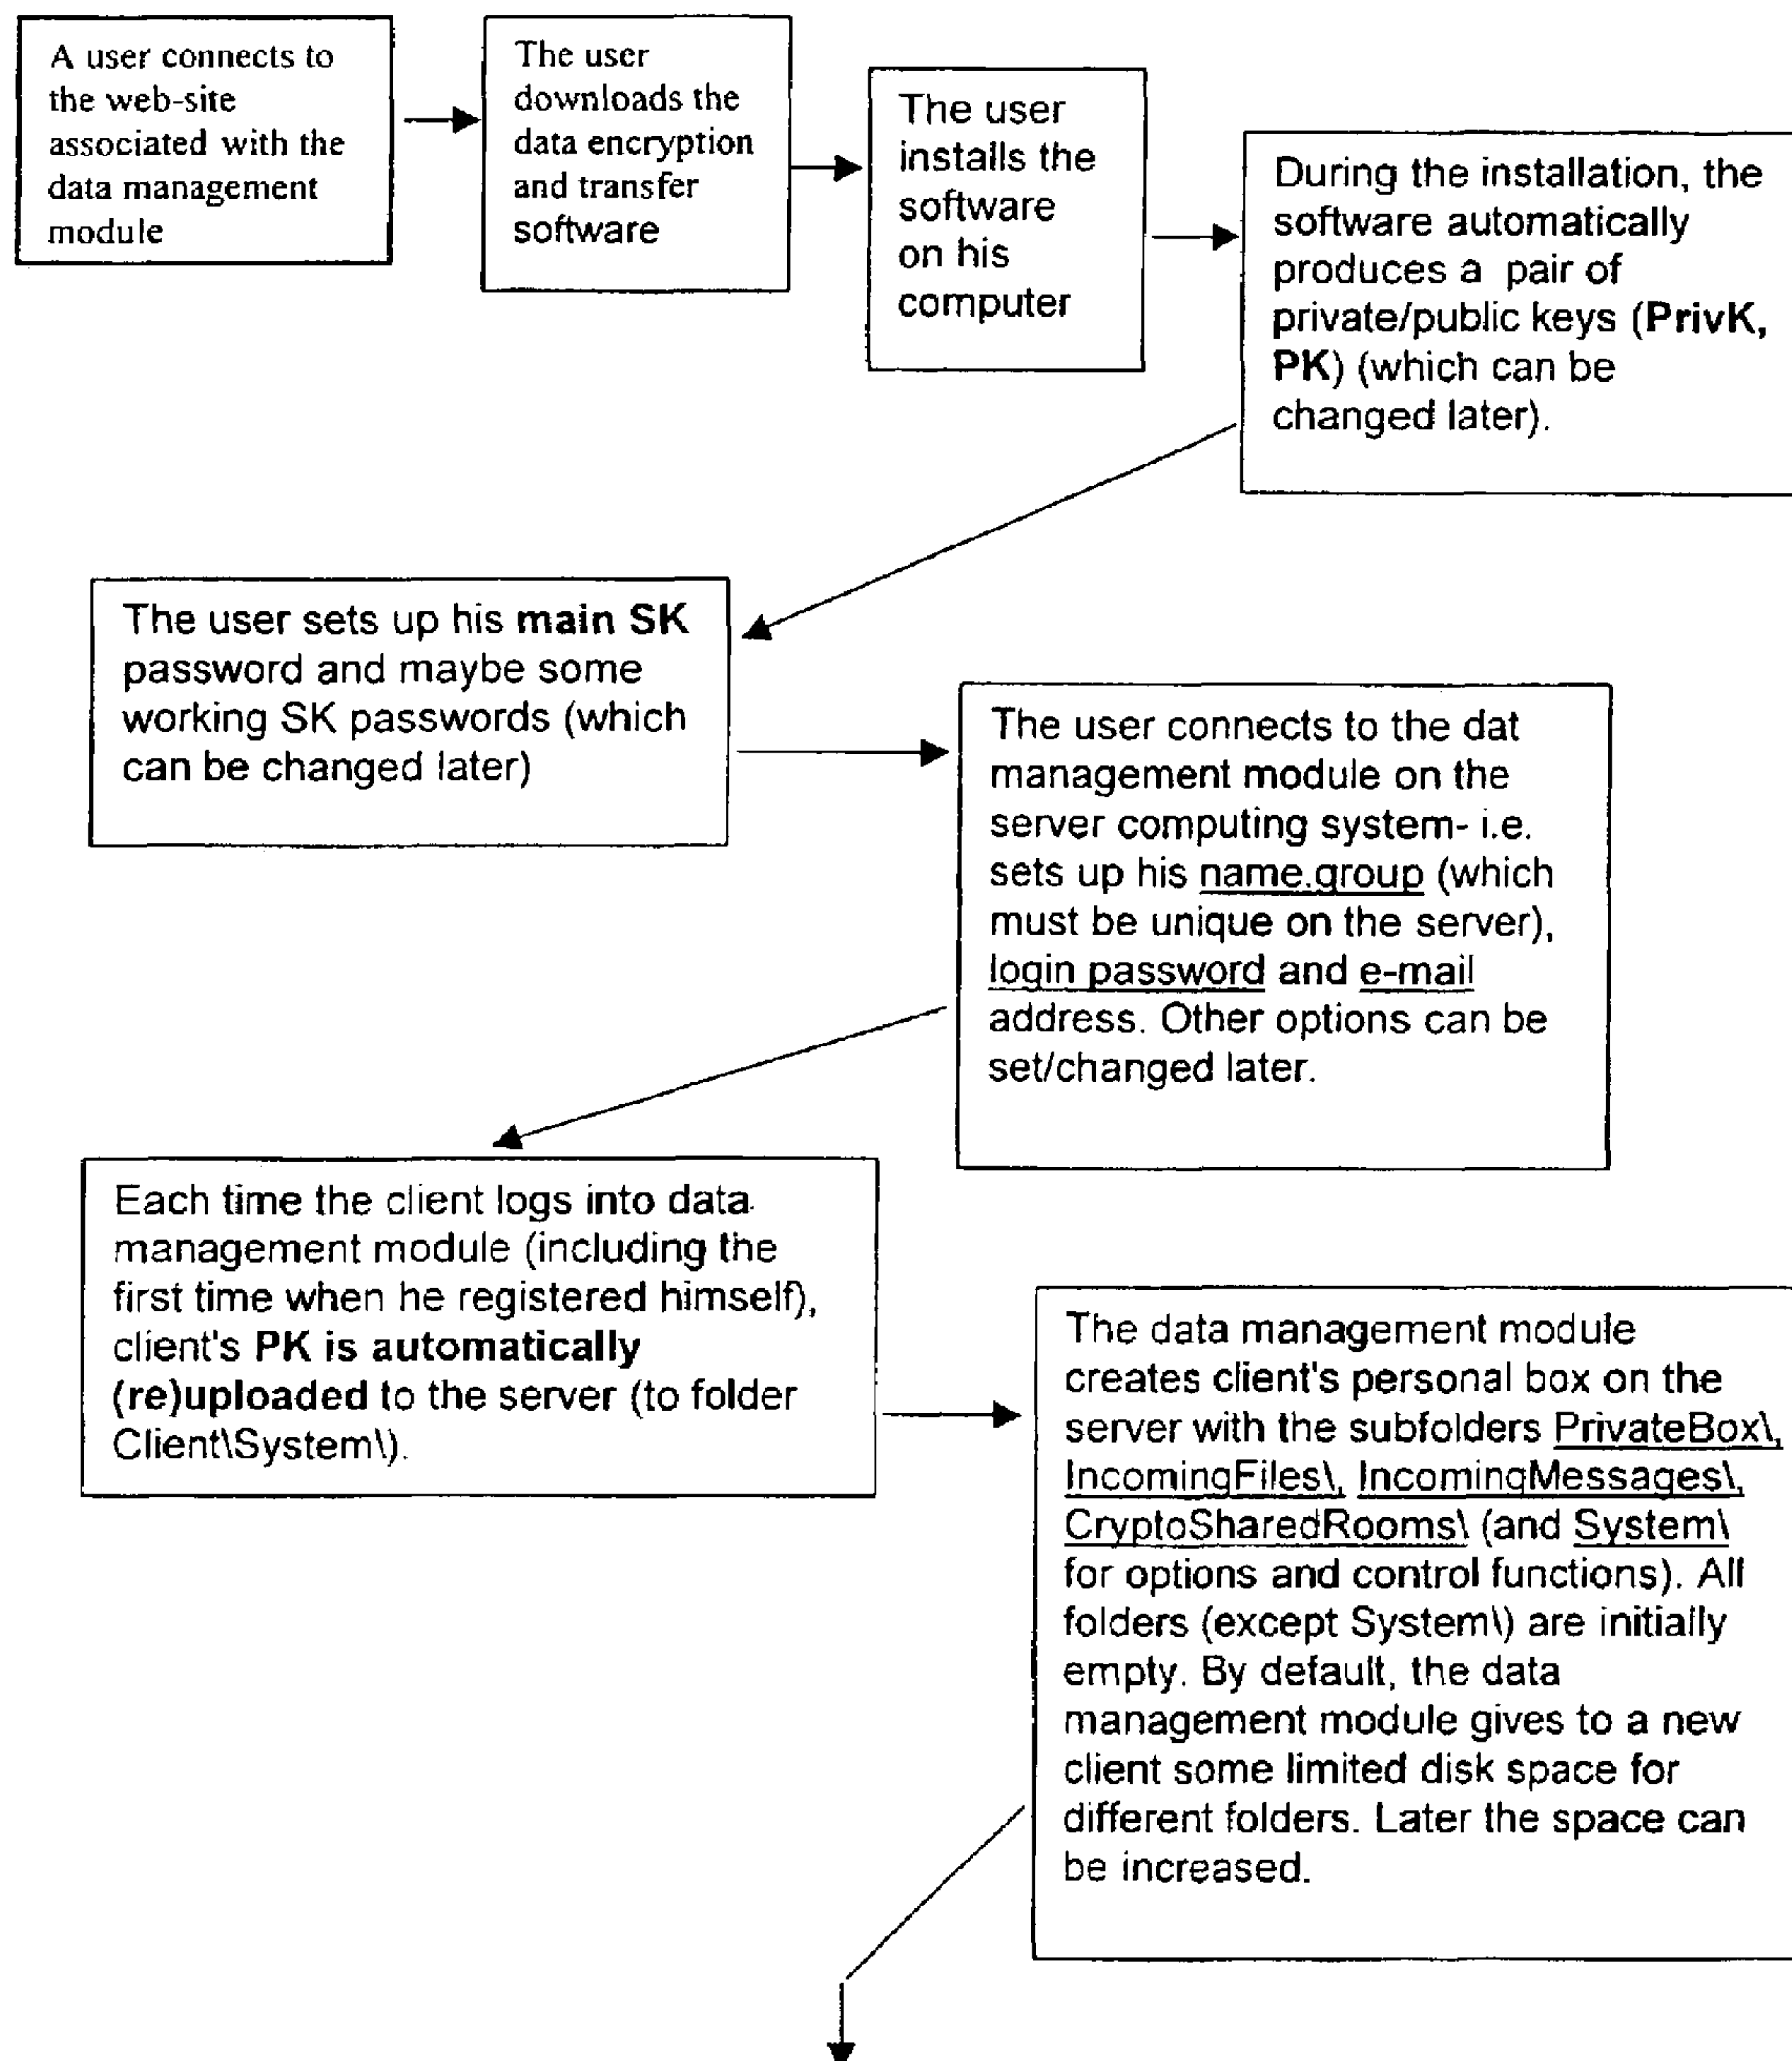 A user connects to
the web-site
associated with the
data management
module
The user
downloads the
data encryption
and transfer
software
The user
installs the
software
on his
computer
During the installation, the
software automatically
produces a pair of
private/public keys (PrivK,
PK) (which can be
changed later).
The user sets up his main SK
password and maybe some
working SK passwords (which
can be changed later)
The user connects to the dat
management module on the
server computing system- i.e.
sets up his name.group (which
must be unique on the server),
login password and e-mail
address. Other options can be
set/changed later.
Each time the client logs into data
management module (including the
first time when he registered himself),
client's PK is automatically
(re)uploaded to the server (to folder
Client\System\).
The data management module
creates client's personal box on the
server with the subfolders PrivateBox\,
IncomingFiles\, IncomingMessages\,
CryptoSharedRooms\ (and System\
for options and control functions). All
folders (except System\) are initially
empty. By default, the data
management module gives to a new
client some limited disk space for
different folders. Later the space can
be increased.